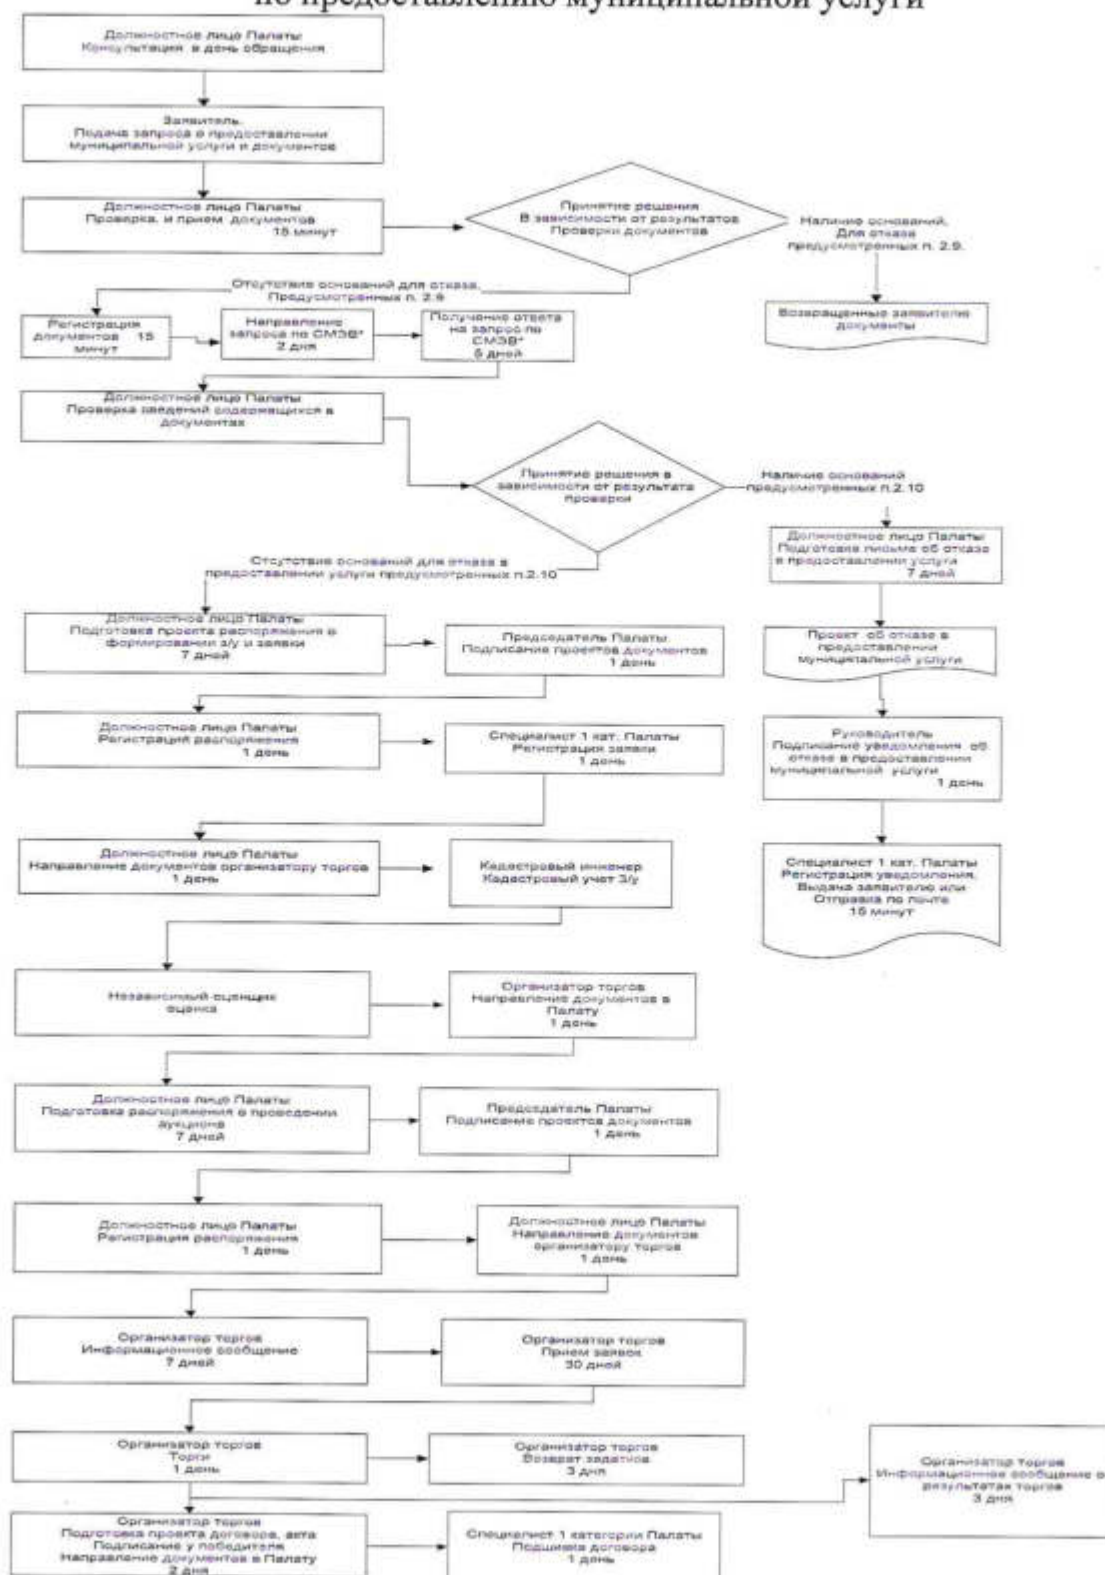 по предоставлению муниципальной услуги
Должностное лицо Палаты
Консультация в день обращения
Заявитель.
Подача запроса о предоставлении
муниципальной услуги и документов
Должностное лицо Палаты
Проверка, и прием документов
15 минут
Принятие решения
В зависимости от результатов
Проверки документов
Наличие оснований,
Для отказа
предусмотренных п. 2.9.
Отсутствие оснований для отказа,
Предусмотренных п. 2.9
Возвращенные заявителю
документы
Регистрация
документов 15
минут
Направление
запроса по СМЭВ*
2 дня
Получение ответа
на запрос по
СМЭВ*
5 дней
Должностное лицо Палаты
Проверка сведений содержащихся в
документах
Принятие решения в
зависимости от результата
проверки
Наличие оснований
предусмотренных п.2.10
Отсутствие оснований для отказа в
предоставлении услуги предусмотренных п.2.10
Должностное лицо Палаты
Подготовка письма об отказе
в предоставлении услуги
7 дней
Должностное лицо Палаты
Подготовка проекта распоряжения о
формировании з/у и заявки
7 дней
Председатель Палаты
Подписание проектов документов
1 день
Проект об отказе в
предоставлении
муниципальной услуги
Должностное лицо Палаты
Регистрация распоряжения
1 день
Специалист 1 кат. Палаты
Регистрация заявки
1 день
Руководитель
Подписание уведомления об
отказе в предоставлении
муниципальной услуги
1 день
Должностное лицо Палаты
Направление документов организатору торгов
1 день
Кадастровый инженер
Кадастровый учет З/у
Специалист 1 кат. Палаты
Регистрация уведомления,
Выдача заявителю или
Отправка по почте
15 минут
Независимый оценщик
оценка
Организатор торгов
Направление документов в
Палату
1 день
Должностное лицо Палаты
Подготовка распоряжения о проведении
аукциона
7 дней
Председатель Палаты
Подписание проектов документов
1 день
Должностное лицо Палаты
Регистрация распоряжения
1 день
Должностное лицо Палаты
Направление документов
организатору торгов
1 день
Организатор торгов
Информационное сообщение
7 дней
Организатор торгов
Прием заявок
30 дней
Организатор торгов
Торги
1 день
Организатор торгов
Возврат задатков
3 дня
Организатор торгов
Информационное сообщение о
результатах торгов
3 дня
Организатор торгов
Подготовка проекта договора, акта
Подписание у победителя
Направление документов в Палату
2 дня
Специалист 1 категории Палаты
Подшивка договора
1 день